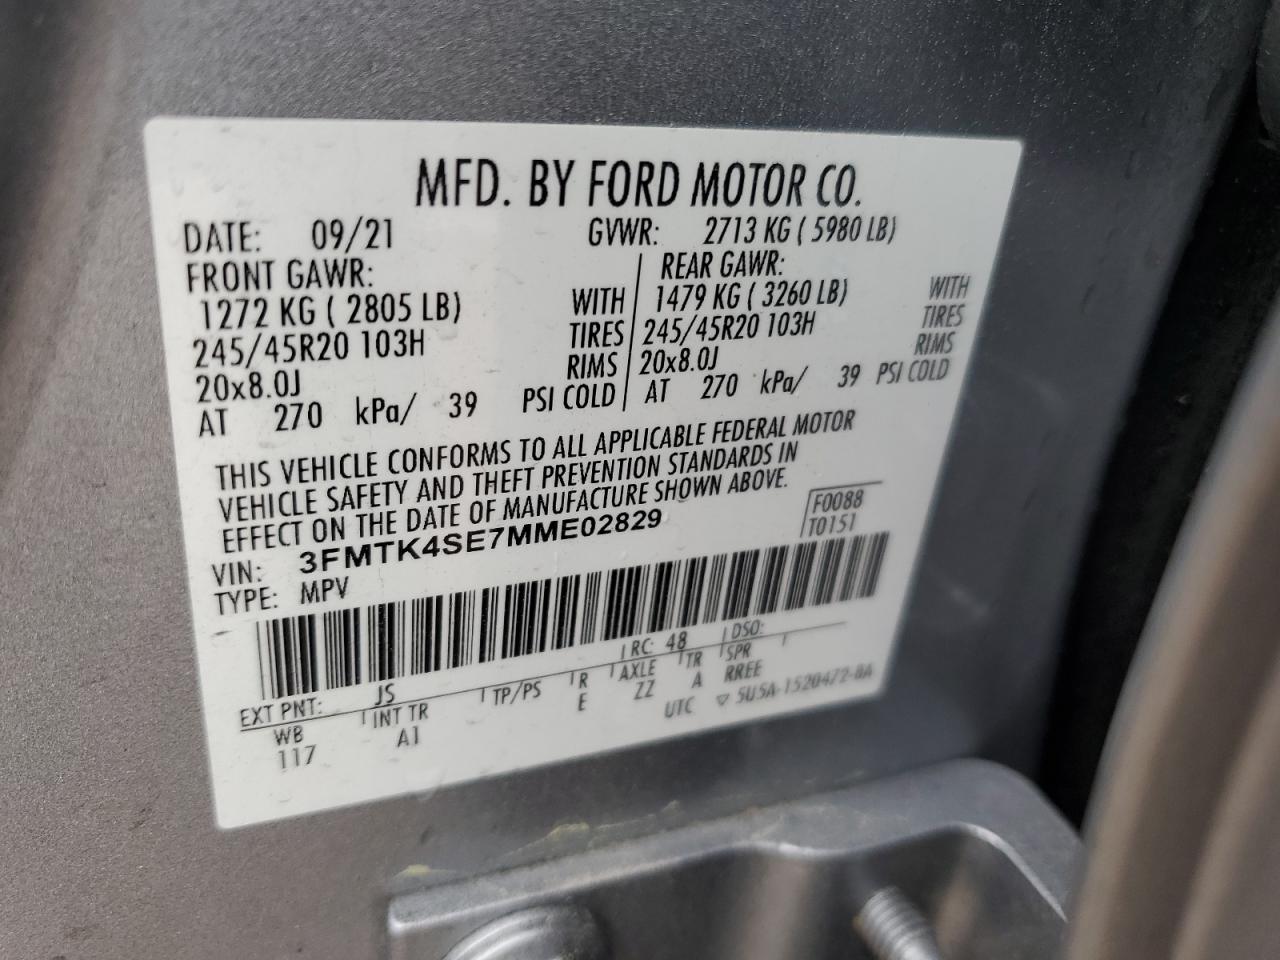 MFD. BY FORD MOTOR CO.
DATE: 09/21 GVWR: 2713 KG ( 5980 LB)
FRONT GAWR: REAR GAWR:
1272 KG ( 2805 LB) WITH 1479 KG ( 3260 LB) WITH
245/45R20 103H TIRES 245/45R20 103H TIRES
20x8.0J RIMS 20x8.0J RIMS
AT 270 kPa/ 39 PSI COLD AT 270 kPa/ 39 PSI COLD
THIS VEHICLE CONFORMS TO ALL APPLICABLE FEDERAL MOTOR
VEHICLE SAFETY AND THEFT PREVENTION STANDARDS IN
EFFECT ON THE DATE OF MANUFACTURE SHOWN ABOVE.
VIN: 3FMTK4SE7MME02829 F0088
TYPE: MPV T0151
EXT PNT: JS RC: 48 DSO:
WB INT TR TP/PS R AXLE TR SPR
117 A1 E ZZ A RREE
UTC ▽ 5U5A-1520472-BA